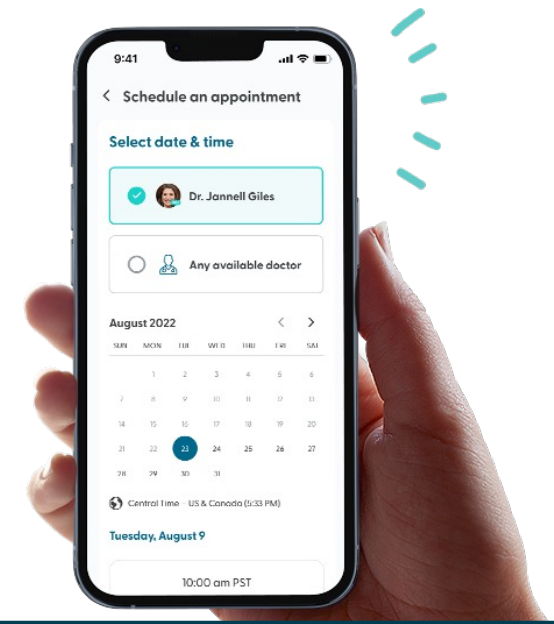 9:41
Schedule an appointment
Select date & time
Dr. Jannell Giles
Any available doctor
August 2022
SUN MON TUE WED THU FRI SAT
1 2 3 4 5 6
7 8 9 10 11 12 13
14 15 16 17 18 19 20
21 22 23 24 25 26 27
28 29 30 31
Central Time - US & Canada (5:33 PM)
Tuesday, August 9
10:00 am PST